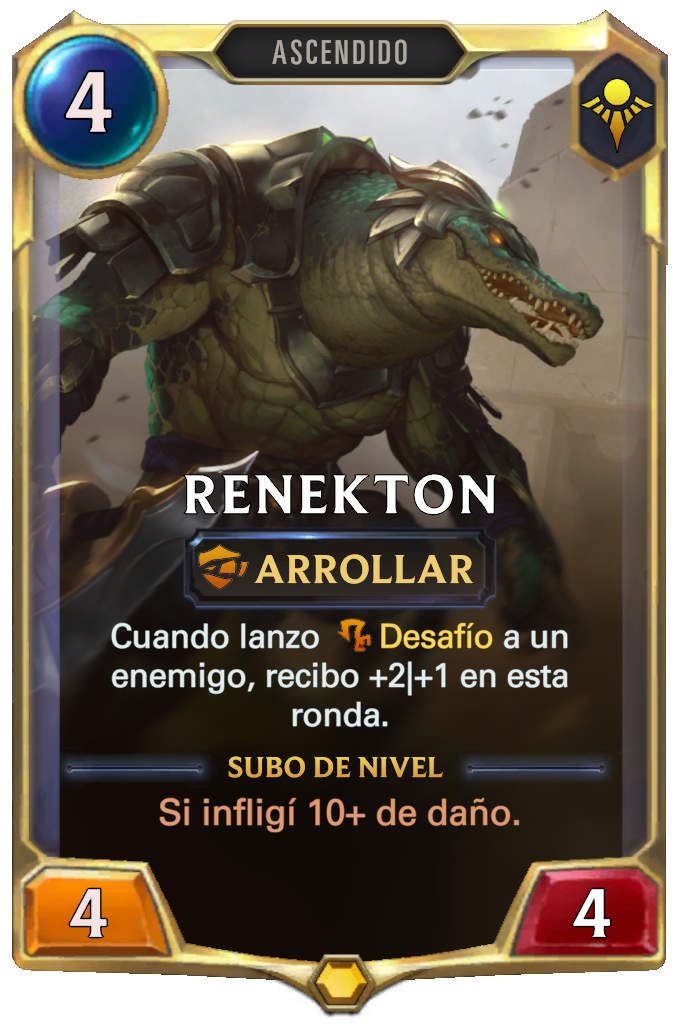 ASCENDIDO
4
RENEKTON
ARROLLAR
Cuando lanzo Desafío a un
enemigo, recibo +2|+1 en esta
ronda.
SUBO DE NIVEL
Si infligí 10+ de daño.
4
4